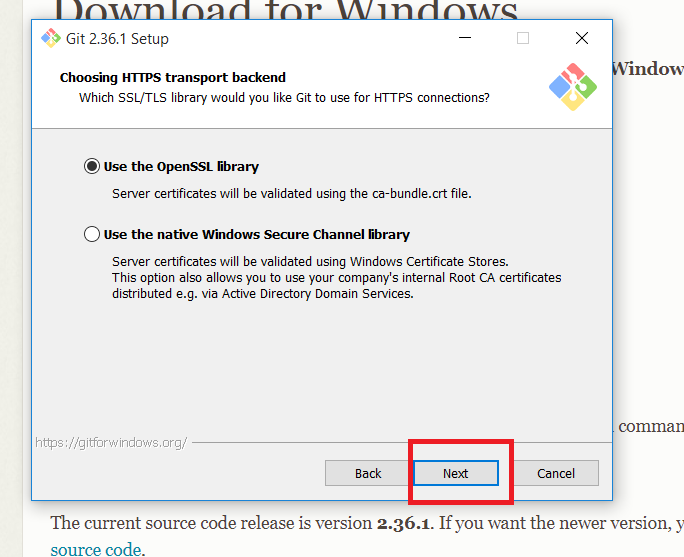 Download for Windows
Git 2.36.1 Setup
Window
Choosing HTTPS transport backend
Which SSL/TLS library would you like Git to use for HTTPS connections?
Use the OpenSSL library
Server certificates will be validated using the ca-bundle.crt file.
Use the native Windows Secure Channel library
Server certificates will be validated using Windows Certificate Stores.
This option also allows you to use your company's internal Root CA certificates
distributed e.g. via Active Directory Domain Services.
comman
https://gitforwindows.org/
Back
Next
Cancel
The current source code release is version 2.36.1. If you want the newer version, y
source code.